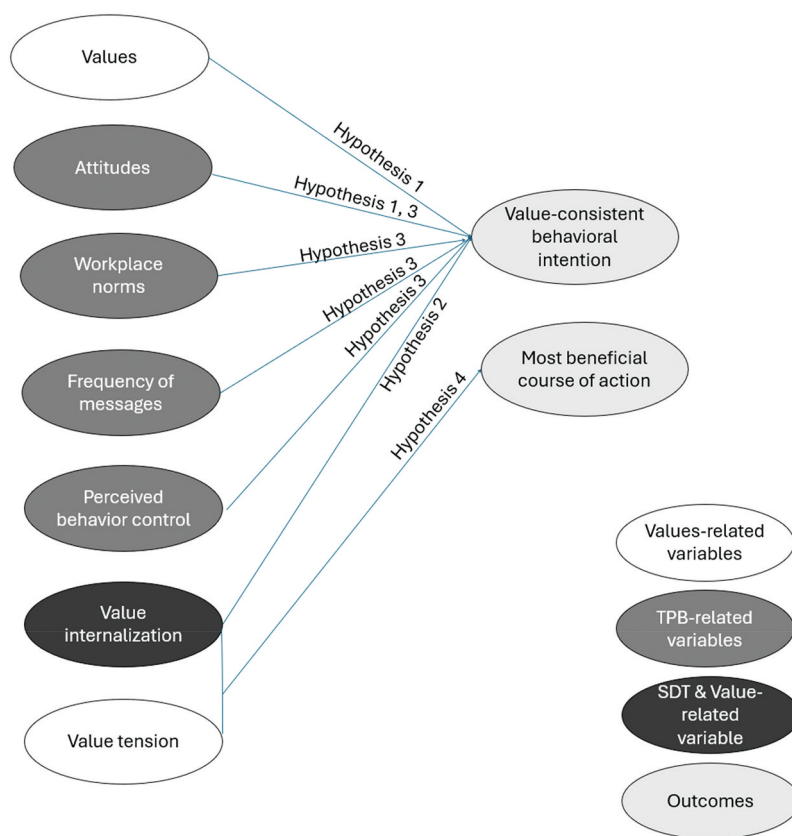 Values
Hypothesis 1
Attitudes
Hypothesis 1, 3
Value-consistent
behavioral
intention
Workplace
norms
Hypothesis 3
Hypothesis 3
Hypothesis 3
Hypothesis 2
Frequency of
messages
Most beneficial
course of action
Hypothesis 4
Perceived
behavior control
Value
internalization
Value tension
Values-related
variables
TPB-related
variables
SDT & Value-
related
variable
Outcomes